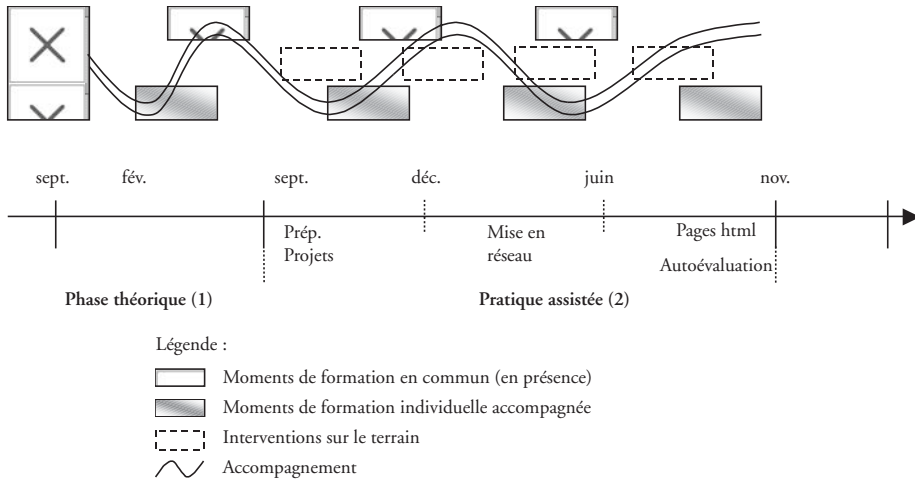 sept. fév. sept. déc. juin nov.
Prép.
Projets
Mise en
réseau
Pages html
Autoévaluation
Phase théorique (1) Pratique assistée (2)
Légende :
Moments de formation en commun (en présence)
Moments de formation individuelle accompagnée
Interventions sur le terrain
Accompagnement